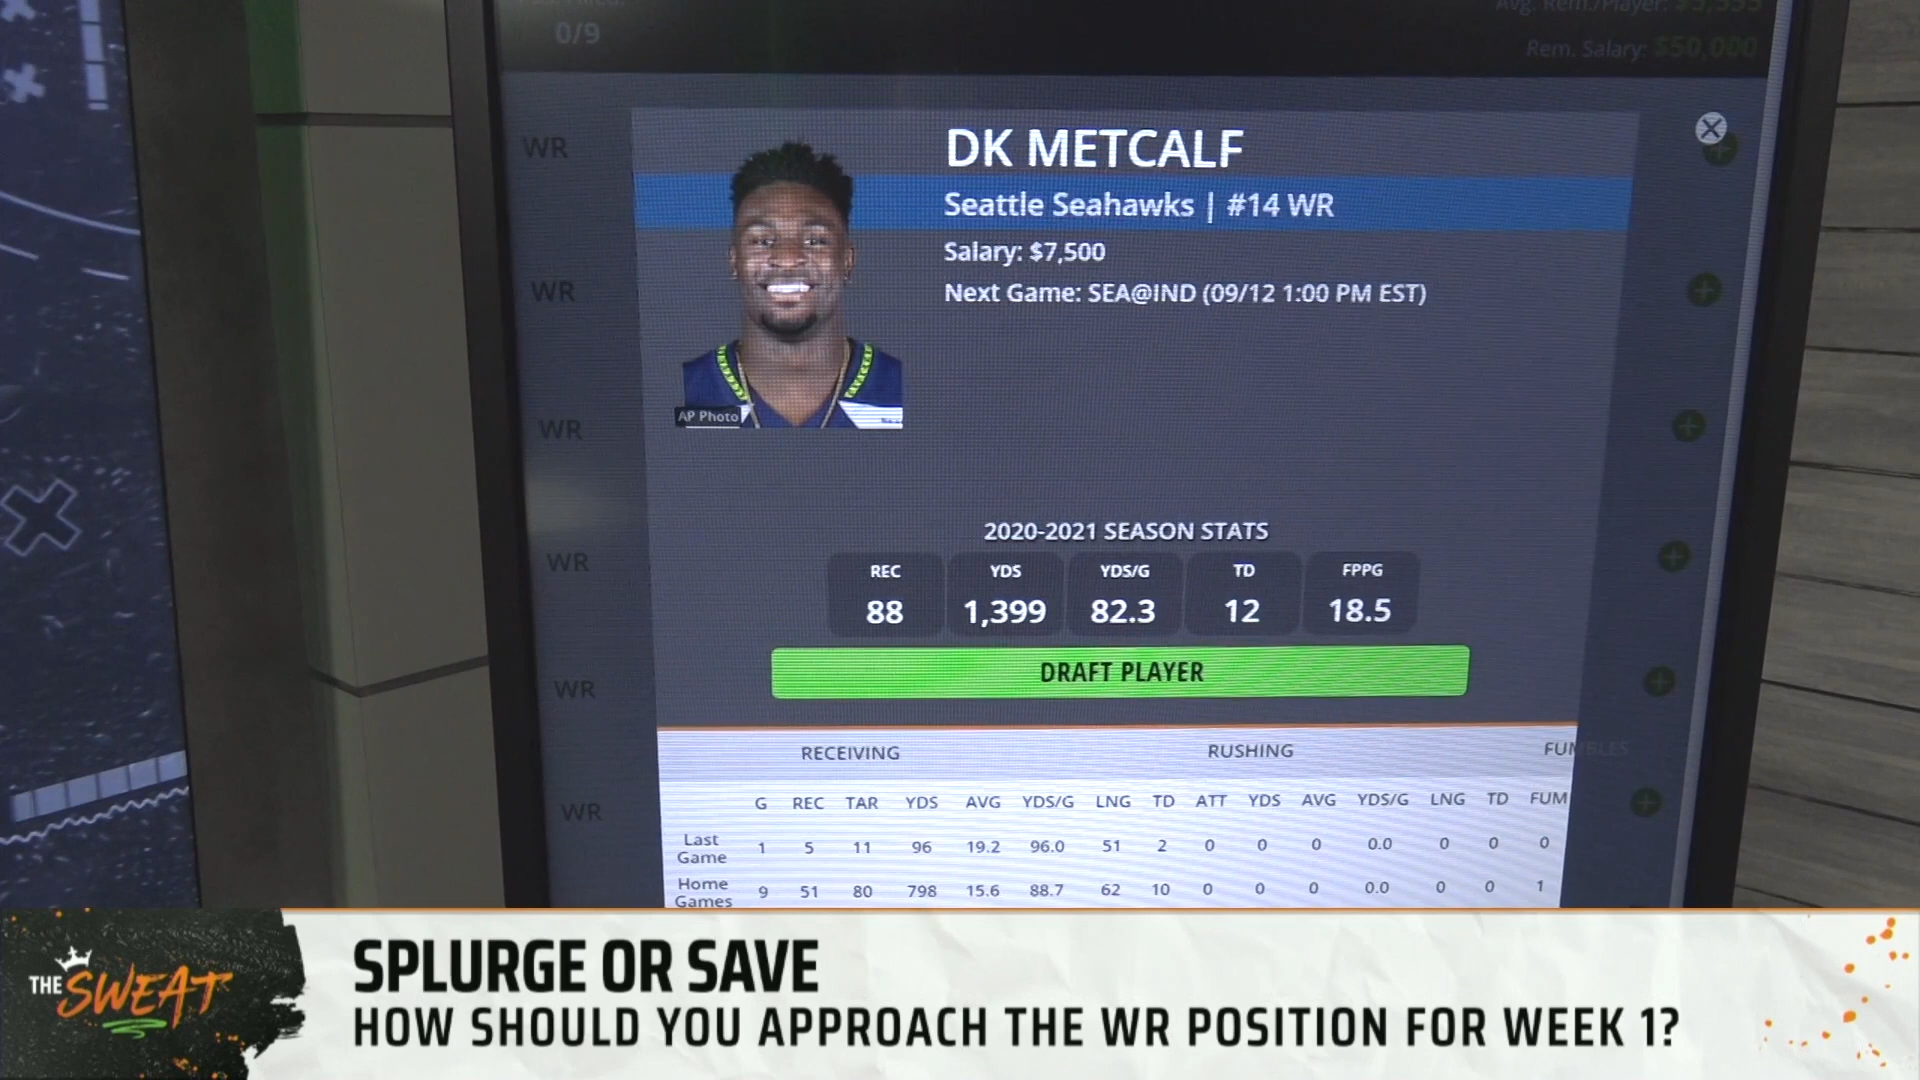 0/9
Avg. Rem./Player:
Rem. Salary: $50,000
WR
DK METCALF
Seattle Seahawks | #14 WR
Salary: $7,500
WR
Next Game: SEA@IND (09/12 1:00 PM EST)
AP Photo
WR
2020-2021 SEASON STATS
WR
REC YDS YDS/G TD FPPG
88 1,399 82.3 12 18.5
DRAFT PLAYER
WR
RECEIVING RUSHING FUMBLES
WR
G REC TAR YDS AVG YDS/G LNG TD ATT YDS AVG YDS/G LNG TD FUM
Last Game 1 5 11 96 19.2 96.0 51 2 0 0 0 0.0 0 0 0
Home Games 9 51 80 798 15.6 88.7 62 10 0 0 0 0.0 0 0 1
THE SWEAT
SPLURGE OR SAVE
HOW SHOULD YOU APPROACH THE WR POSITION FOR WEEK 1?